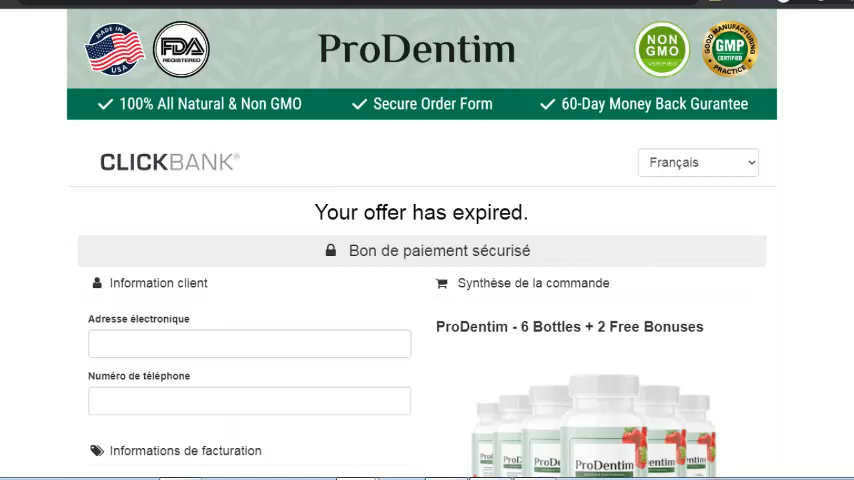 MADE IN
USA
FDA
REGISTERED
ProDentim
NON
GMO
GOOD MANUFACTURING
GMP
CERTIFIED
PRACTICE
100% All Natural & Non GMO
Secure Order Form
60-Day Money Back Gurantee
CLICKBANK®
Français
Your offer has expired.
Bon de paiement sécurisé
Information client
Synthèse de la commande
Adresse électronique
ProDentim - 6 Bottles + 2 Free Bonuses
Numéro de téléphone
Informations de facturation
ProDentim